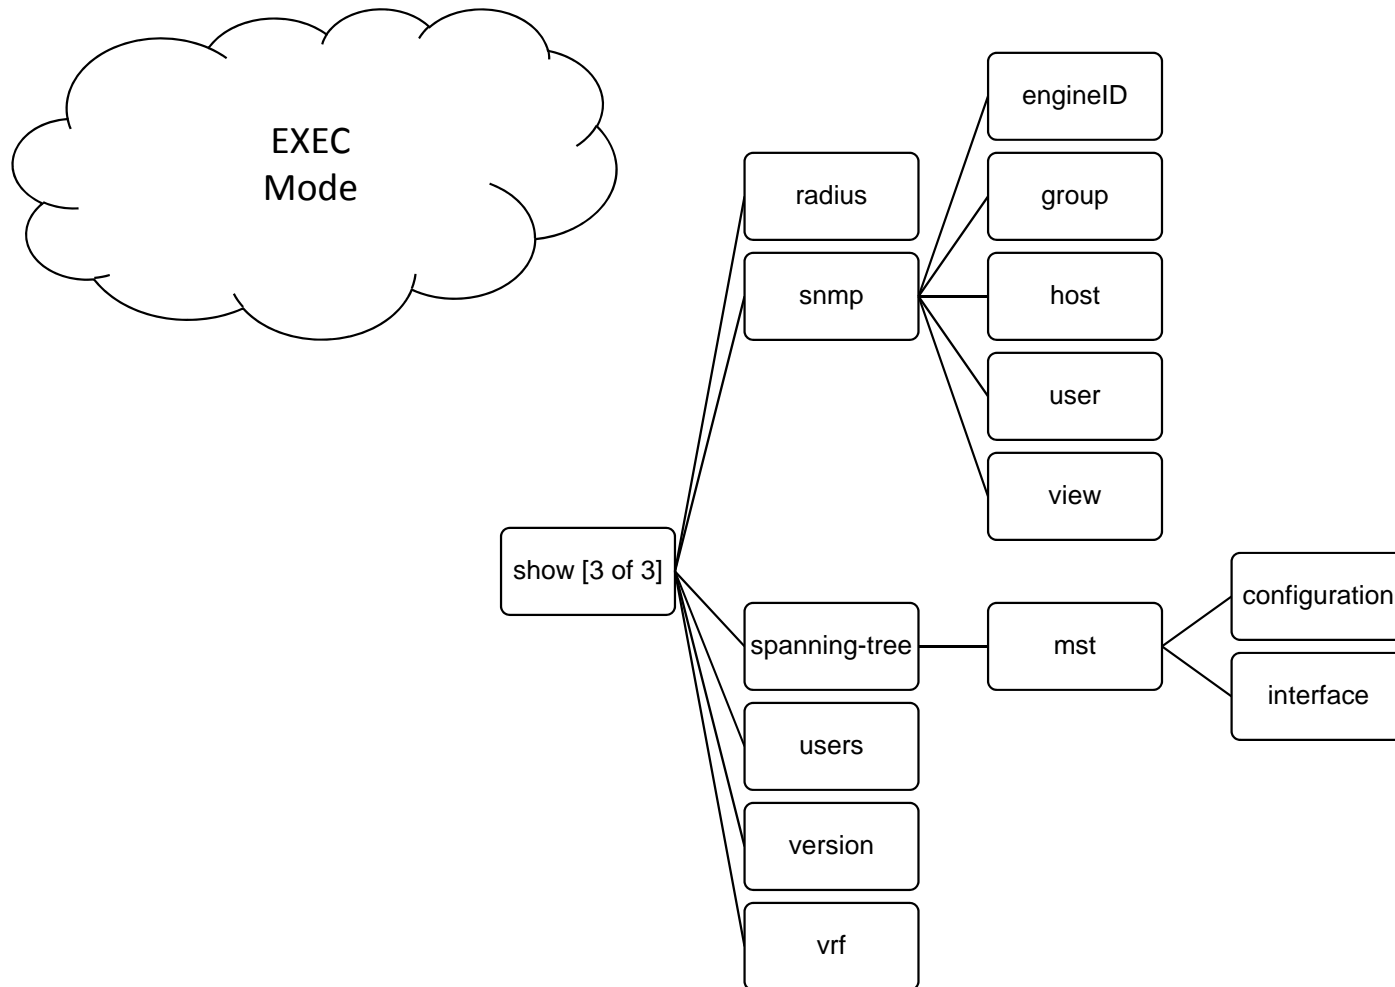 EXEC
Mode
engineID
radius
group
snmp
host
user
view
show [3 of 3]
configuration
spanning-tree
mst
interface
users
version
vrf